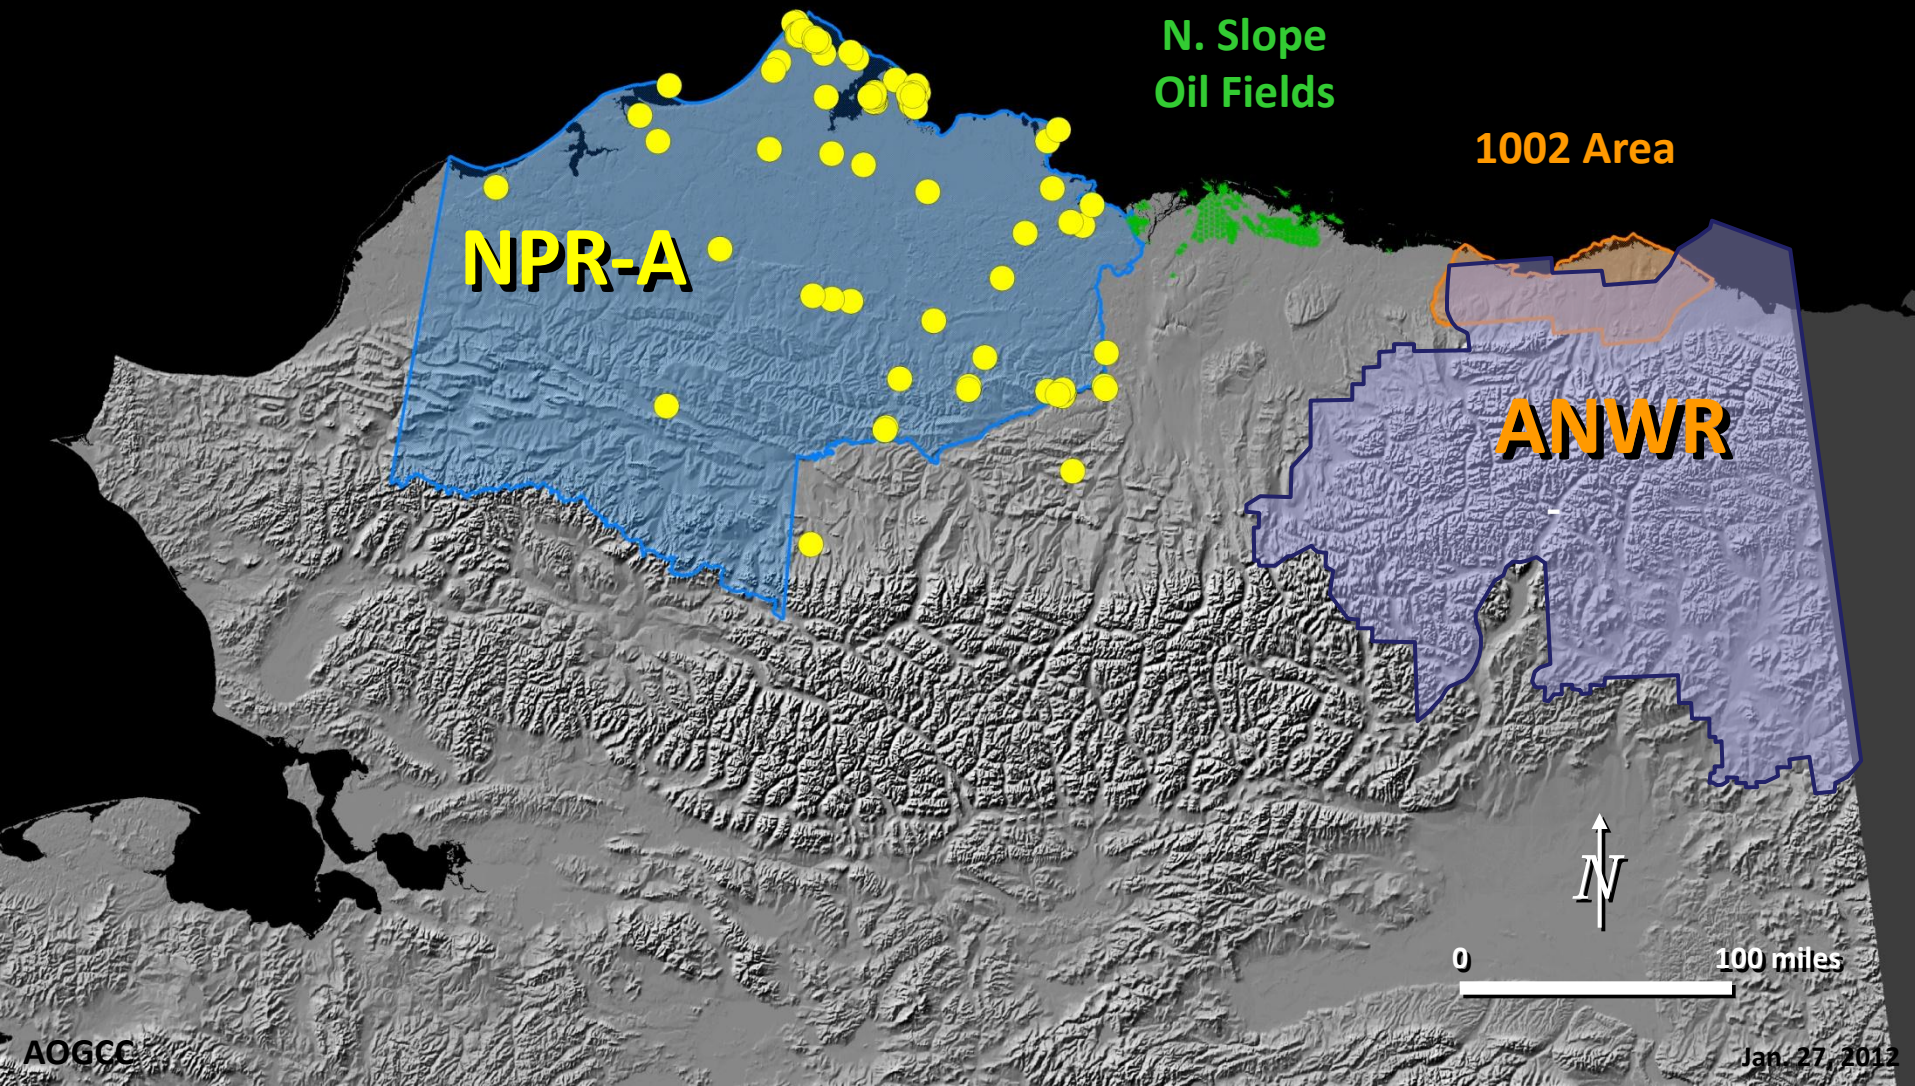 N. Slope
Oil Fields
1002 Area
NPR-A
ANWR
N
0 100 miles
AOGCC
Jan. 27, 2012